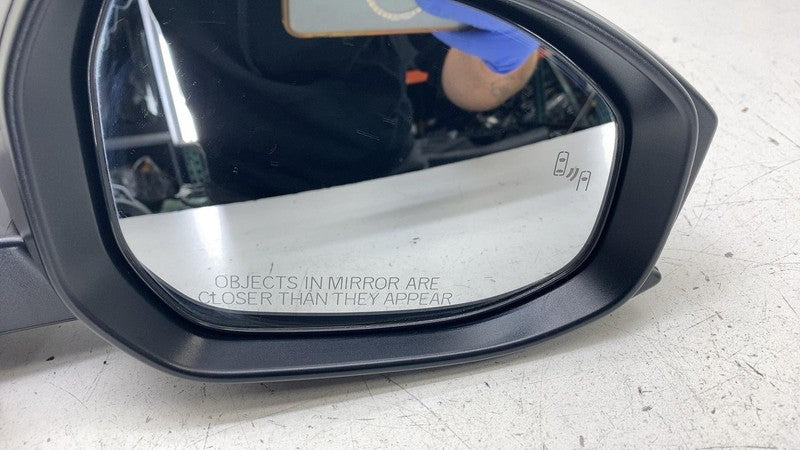 OBJECTS IN MIRROR ARE
CLOSER THAN THEY APPEAR